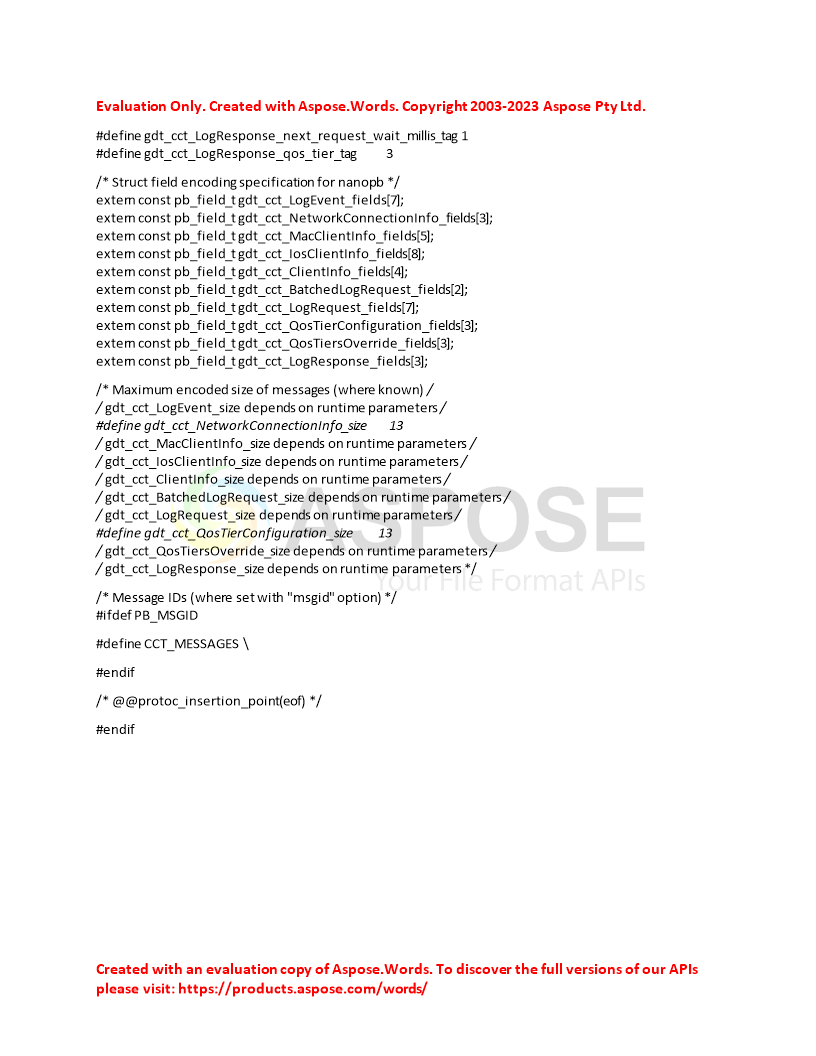 Evaluation Only. Created with Aspose.Words. Copyright 2003-2023 Aspose Pty Ltd.
#define gdt_cct_LogResponse_next_request_wait_millis_tag 1
#define gdt_cct_LogResponse_qos_tier_tag 3
/* Struct field encoding specification for nanopb */
extern const pb_field_t gdt_cct_LogEvent_fields[7];
extern const pb_field_t gdt_cct_NetworkConnectionInfo_fields[3];
extern const pb_field_t gdt_cct_MacClientInfo_fields[5];
extern const pb_field_t gdt_cct_IosClientInfo_fields[8];
extern const pb_field_t gdt_cct_ClientInfo_fields[4];
extern const pb_field_t gdt_cct_BatchedLogRequest_fields[2];
extern const pb_field_t gdt_cct_LogRequest_fields[7];
extern const pb_field_t gdt_cct_QosTierConfiguration_fields[3];
extern const pb_field_t gdt_cct_QosTiersOverride_fields[3];
extern const pb_field_t gdt_cct_LogResponse_fields[3];
/* Maximum encoded size of messages (where known) /
/ gdt_cct_LogEvent_size depends on runtime parameters /
#define gdt_cct_NetworkConnectionInfo_size 13
/ gdt_cct_MacClientInfo_size depends on runtime parameters /
/ gdt_cct_IosClientInfo_size depends on runtime parameters /
/ gdt_cct_ClientInfo_size depends on runtime parameters /
/ gdt_cct_BatchedLogRequest_size depends on runtime parameters /
/ gdt_cct_LogRequest_size depends on runtime parameters /
#define gdt_cct_QosTierConfiguration_size 13
/ gdt_cct_QosTiersOverride_size depends on runtime parameters /
/ gdt_cct_LogResponse_size depends on runtime parameters */
ASPOSE
Your File Format APIs
/* Message IDs (where set with "msgid" option) */
#ifdef PB_MSGID
#define CCT_MESSAGES \
#endif
/* @@protoc_insertion_point(eof) */
#endif
Created with an evaluation copy of Aspose.Words. To discover the full versions of our APIs
please visit: https://products.aspose.com/words/